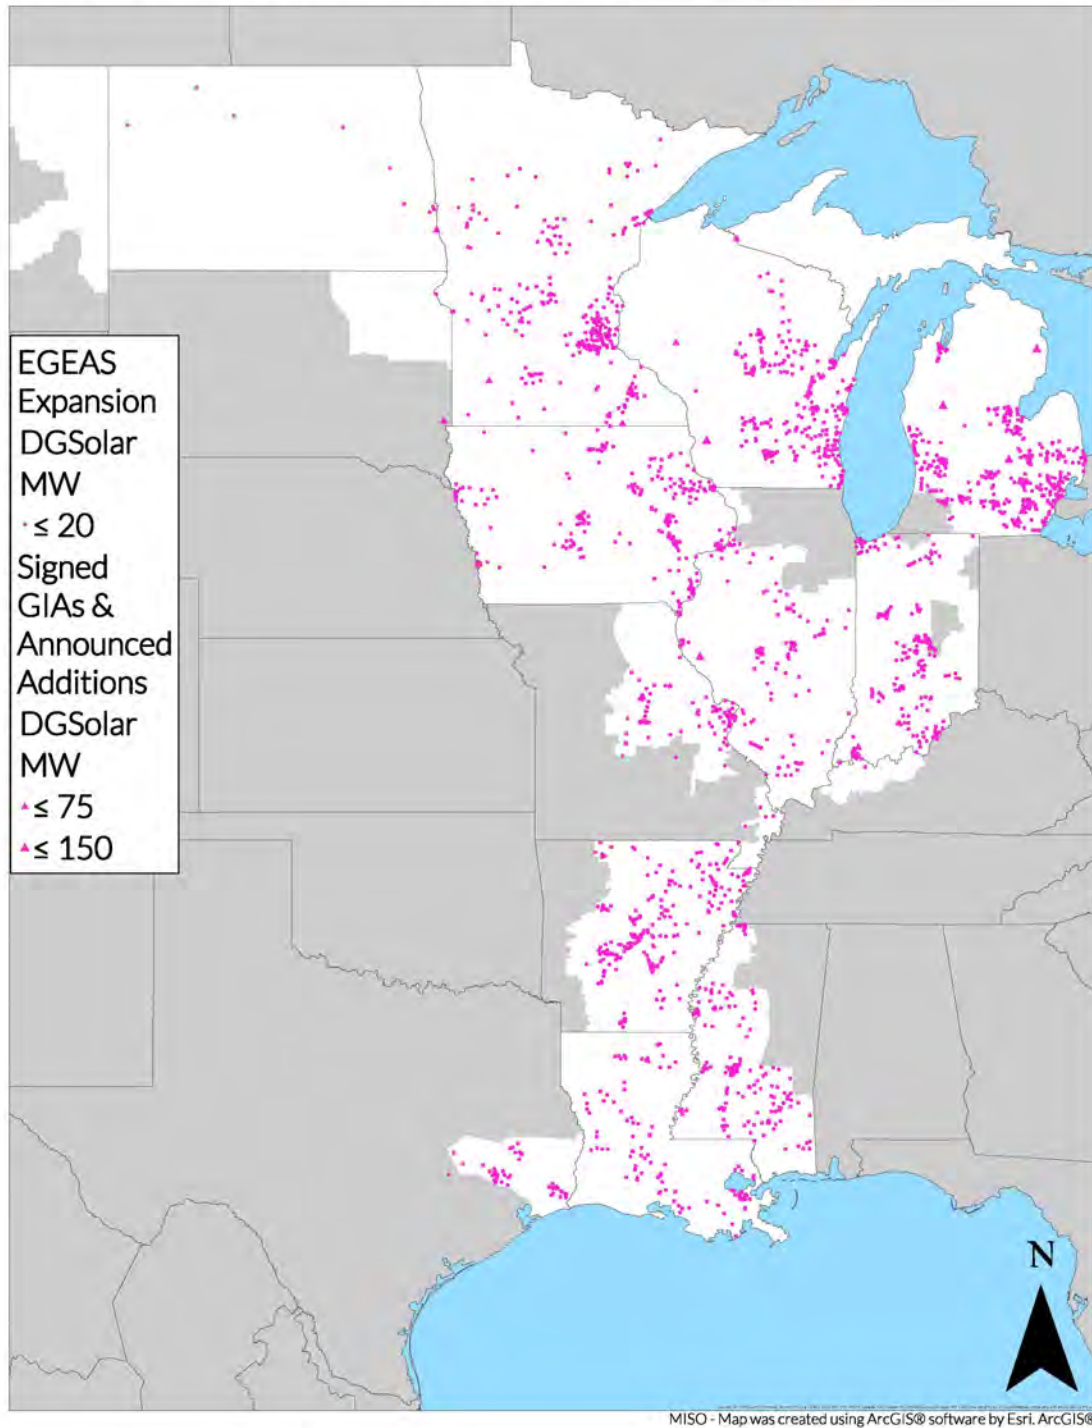 EGEAS
Expansion
DGSolar
MW
≤ 20
Signed
GIAs &
Announced
Additions
DGSolar
MW
≤ 75
≤ 150
N
MISO - Map was created using ArcGIS® software by Esri. ArcGIS®